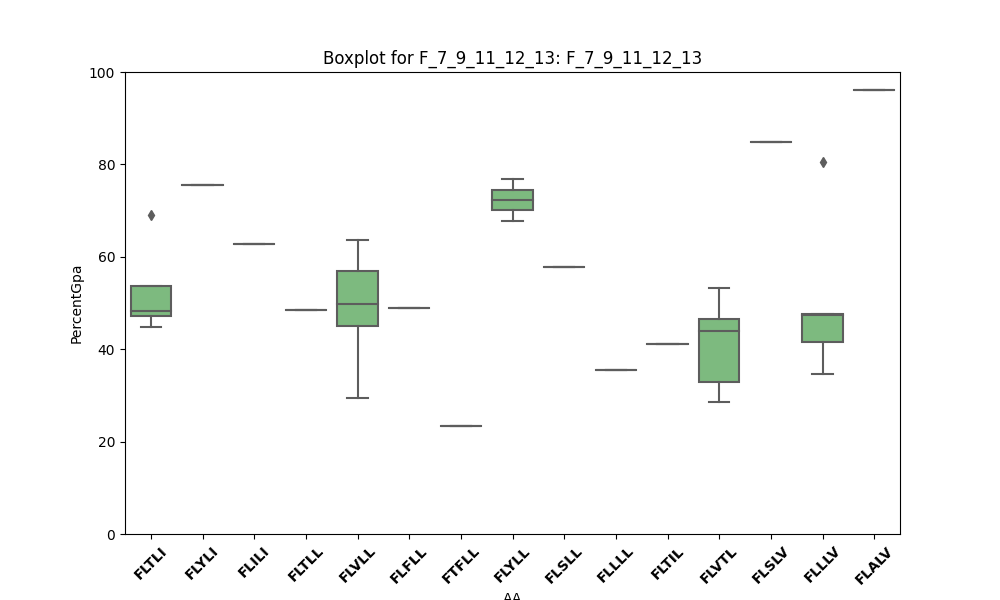 Boxplot for F_7_9_11_12_13: F_7_9_11_12_13
100
80
60
40
20
0
PercentGpa
FLTLI
FLYLI
FLILI
FLTLL
FLVLL
FLFLL
FTFLL
FLYLL
FLSLL
FLLLL
FLTIL
FLVTL
FLSLV
FLLLV
FLALV
AA